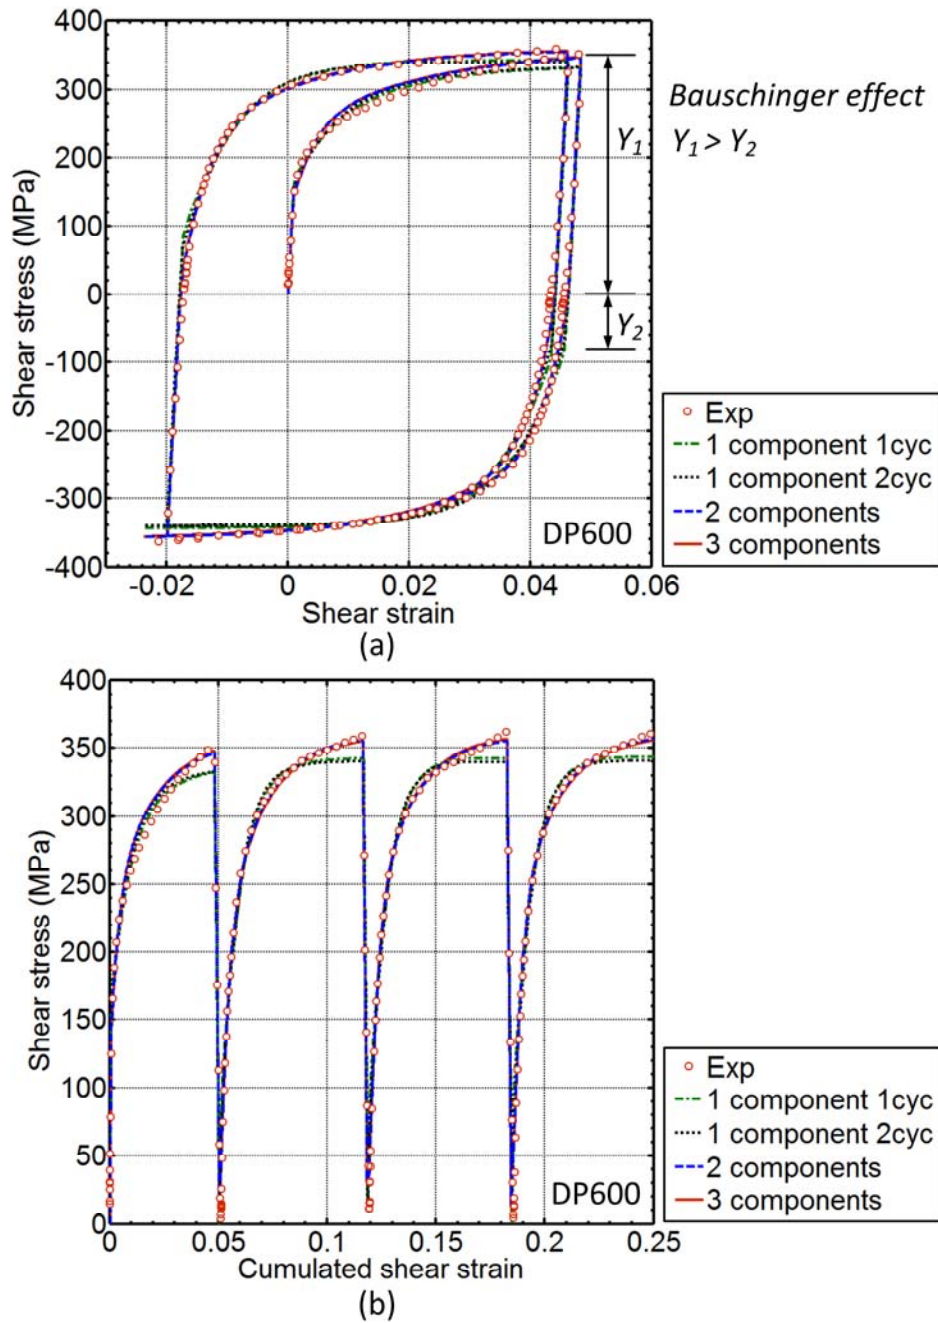 400
300
200
100
0
-100
-200
-300
-400
Shear stress (MPa)
Y1
Y2
Bauschinger effect
Y1 > Y2
DP600
Exp
1 component 1cyc
1 component 2cyc
2 components
3 components
-0.02 0 0.02 0.04 0.06
Shear strain
(a)
400
350
300
250
200
150
100
50
0
Shear stress (MPa)
DP600
Exp
1 component 1cyc
1 component 2cyc
2 components
3 components
0 0.05 0.1 0.15 0.2 0.25
Cumulated shear strain
(b)